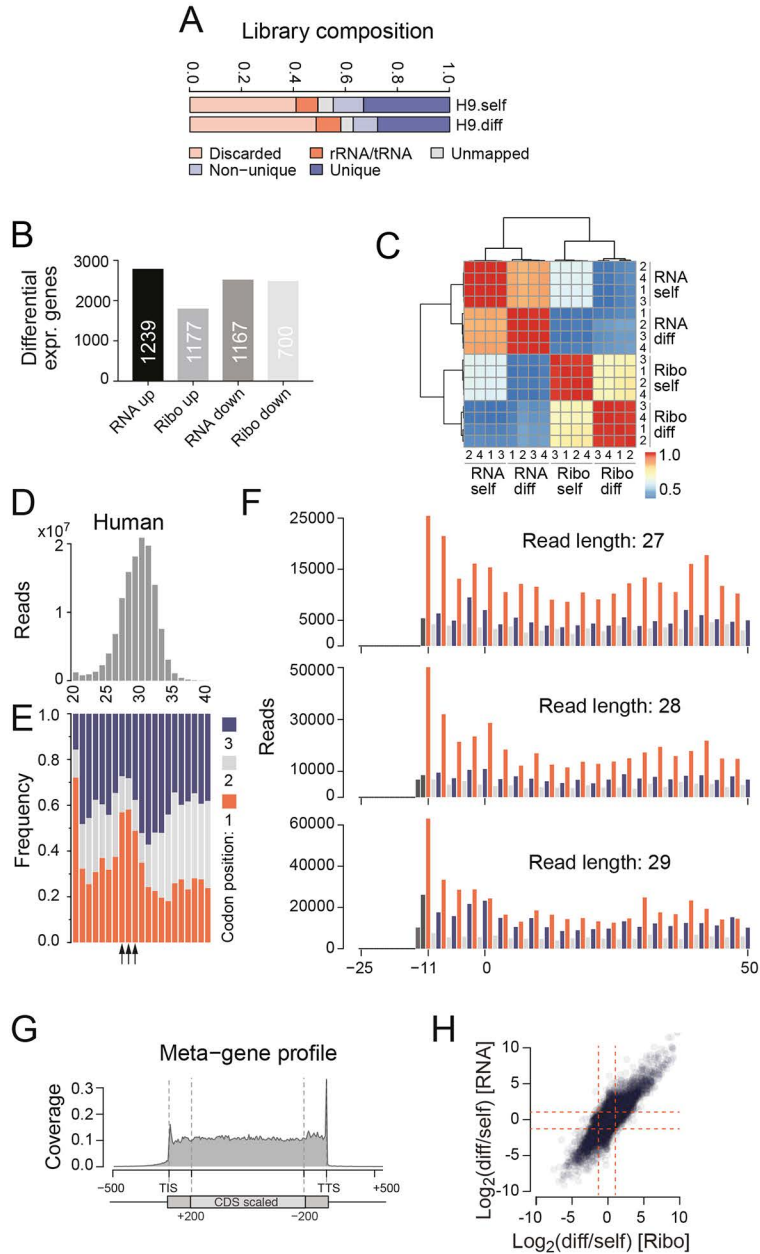 A
Library composition
0.0 0.2 0.4 0.6 0.8 1.0
H9.self
H9.diff
Discarded rRNA/tRNA Unmapped
Non-unique Unique
B
Differential
expr. genes
3000
2000
1000
0
1239 1177 1167 700
RNA up Ribo up RNA down Ribo down
C
2 RNA
4 self
1
3
1 RNA
2 diff
3
4
3 Ribo
1 self
2
4
3 Ribo
4 diff
1
2
2 4 1 3 1 2 3 4 3 1 2 4 3 4 1 2
RNA RNA Ribo Ribo
self diff self diff
1.0
0.5
D
Human
x10⁷
Reads
2
1
0
20 25 30 35 40
E
Frequency
1.0
0.8
0.6
0.4
0.2
0.0
Codon position: 1 2 3
F
Reads
Read length: 27
25000
15000
5000
0
Read length: 28
50000
30000
10000
0
Read length: 29
60000
40000
20000
0
−25 −11 0 50
G
Meta-gene profile
Coverage
0.3
0.2
0.1
0.0
−500 TIS TTS +500
CDS scaled
+200 −200
H
Log₂(diff/self) [RNA]
10
5
0
-5
-10
-10 -5 0 5 10
Log₂(diff/self) [Ribo]